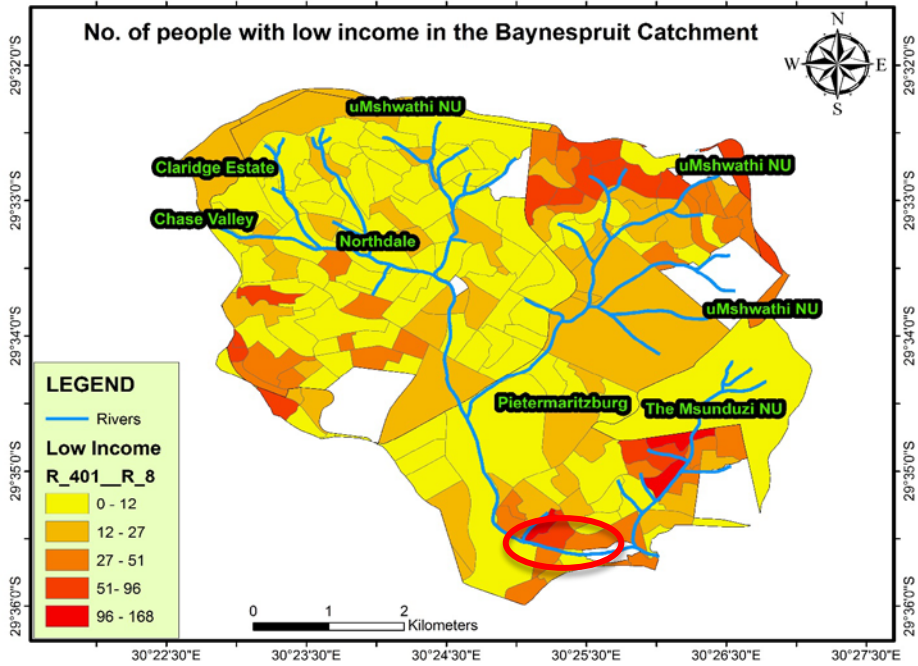 No. of people with low income in the Baynespruit Catchment
N
W E
S
29°32'0"S
29°33'0"S
29°34'0"S
29°35'0"S
29°36'0"S
uMshwathi NU
Claridge Estate
Chase Valley
Northdale
uMshwathi NU
uMshwathi NU
Pietermaritzburg
The Msunduzi NU
LEGEND
Rivers
Low Income
R_401__R_8
0 - 12
12 - 27
27 - 51
51- 96
96 - 168
0 1 2
Kilometers
29°32'0"S
29°33'0"S
29°34'0"S
29°35'0"S
29°36'0"S
30°22'30"E 30°23'30"E 30°24'30"E 30°25'30"E 30°26'30"E 30°27'30"E